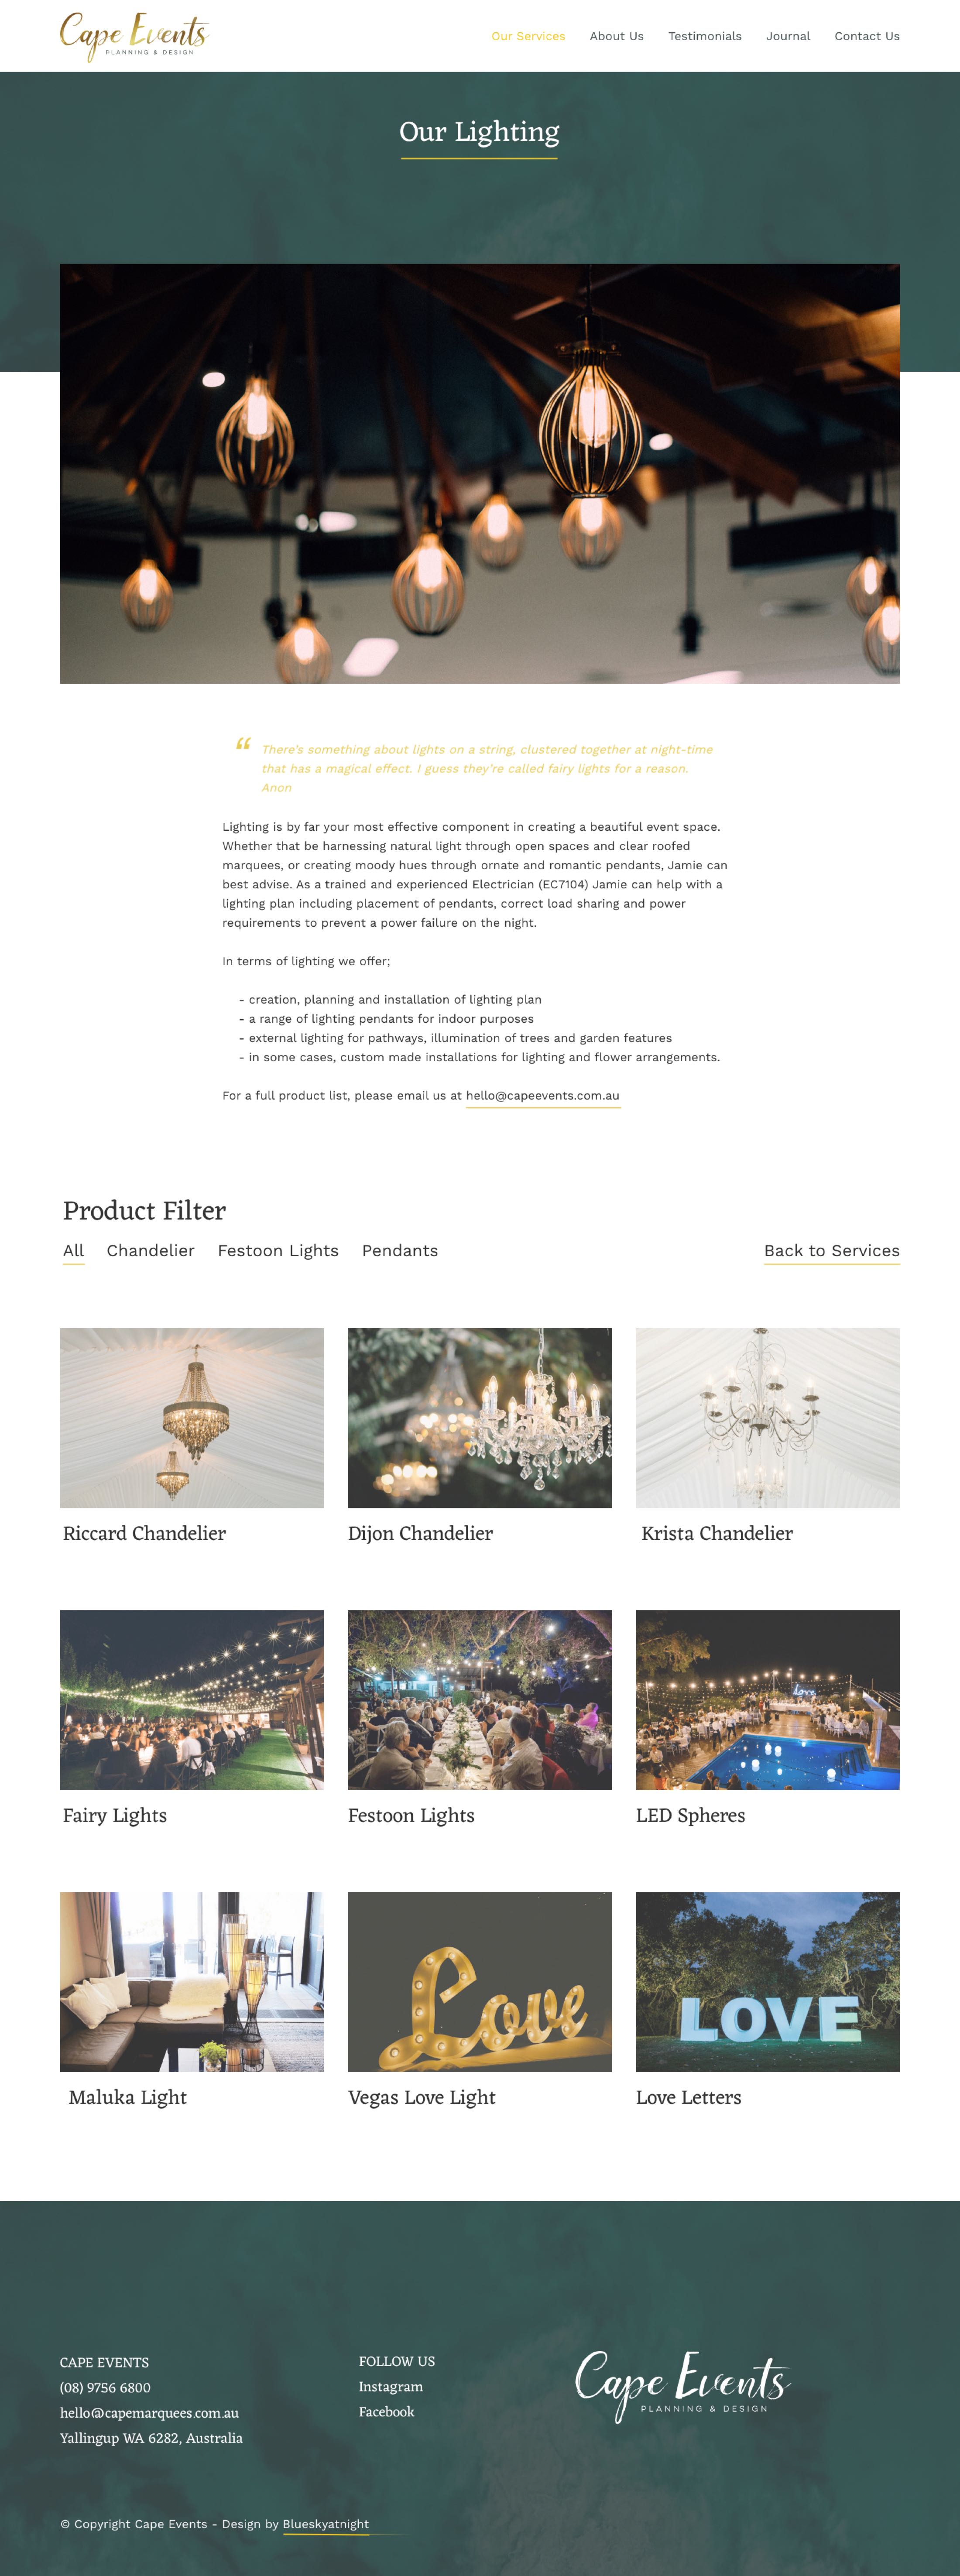 Cape Events
PLANNING & DESIGN
Our Services About Us Testimonials Journal Contact Us
Our Lighting
“ There’s something about lights on a string, clustered together at night-time
that has a magical effect. I guess they’re called fairy lights for a reason.
Anon
Lighting is by far your most effective component in creating a beautiful event space.
Whether that be harnessing natural light through open spaces and clear roofed
marquees, or creating moody hues through ornate and romantic pendants, Jamie can
best advise. As a trained and experienced Electrician (EC7104) Jamie can help with a
lighting plan including placement of pendants, correct load sharing and power
requirements to prevent a power failure on the night.
In terms of lighting we offer;
- creation, planning and installation of lighting plan
- a range of lighting pendants for indoor purposes
- external lighting for pathways, illumination of trees and garden features
- in some cases, custom made installations for lighting and flower arrangements.
For a full product list, please email us at hello@capeevents.com.au
Product Filter
All Chandelier Festoon Lights Pendants Back to Services
Riccard Chandelier Dijon Chandelier Krista Chandelier
Love
Fairy Lights Festoon Lights LED Spheres
Love LOVE
Maluka Light Vegas Love Light Love Letters
CAPE EVENTS
(08) 9756 6800
hello@capemarquees.com.au
Yallingup WA 6282, Australia
FOLLOW US
Instagram
Facebook
Cape Events
PLANNING & DESIGN
© Copyright Cape Events - Design by Blueskyatnight